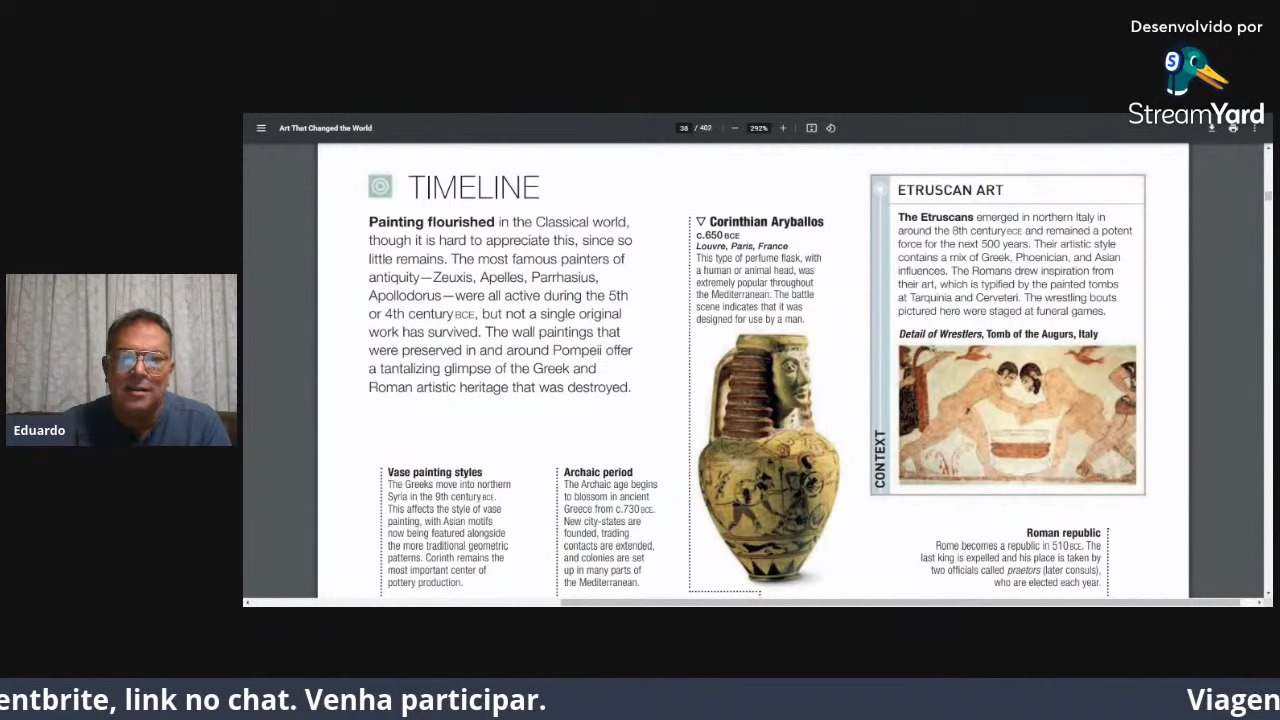 Desenvolvido por
StreamYard
Art That Changed the World
38 / 402
292%
TIMELINE
Painting flourished in the Classical world,
though it is hard to appreciate this, since so
little remains. The most famous painters of
antiquity—Zeuxis, Apelles, Parrhasius,
Apollodorus—were all active during the 5th
or 4th century BCE, but not a single original
work has survived. The wall paintings that
were preserved in and around Pompeii offer
a tantalizing glimpse of the Greek and
Roman artistic heritage that was destroyed.
Vase painting styles
The Greeks move into northern
Syria in the 9th century BCE.
This affects the style of vase
painting, with Asian motifs
now being featured alongside
the more traditional geometric
patterns. Corinth remains the
most important center of
pottery production.
Archaic period
The Archaic age begins
to blossom in ancient
Greece from c.730 BCE.
New city-states are
founded, trading
contacts are extended,
and colonies are set
up in many parts of
the Mediterranean.
▽ Corinthian Aryballos
c.650 BCE
Louvre, Paris, France
This type of perfume flask, with
a human or animal head, was
extremely popular throughout
the Mediterranean. The battle
scene indicates that it was
designed for use by a man.
CONTEXT
ETRUSCAN ART
The Etruscans emerged in northern Italy in
around the 8th century BCE and remained a potent
force for the next 500 years. Their artistic style
contains a mix of Greek, Phoenician, and Asian
influences. The Romans drew inspiration from
their art, which is typified by the painted tombs
at Tarquinia and Cerveteri. The wrestling bouts
pictured here were staged at funeral games.
Detail of Wrestlers, Tomb of the Augurs, Italy
Roman republic
Rome becomes a republic in 510 BCE. The
last king is expelled and his place is taken by
two officials called praetors (later consuls),
who are elected each year.
Eduardo
entbrite, link no chat. Venha participar.
Viagen